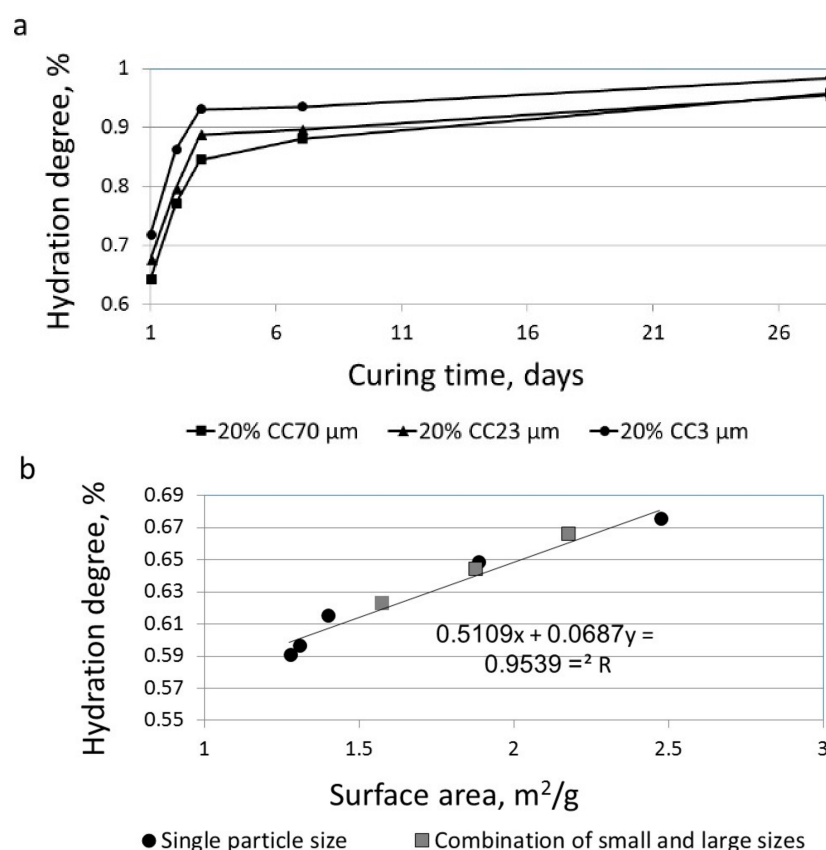 a
Hydration degree, %
1
0.9
0.8
0.7
0.6
1 6 11 16 21 26
Curing time, days
20% CC70 µm 20% CC23 µm 20% CC3 µm
b
Hydration degree, %
0.69
0.67
0.65
0.63
0.61
0.59
0.57
0.55
0.5109x + 0.0687y =
0.9539 =² R
1 1.5 2 2.5 3
Surface area, m²/g
Single particle size Combination of small and large sizes